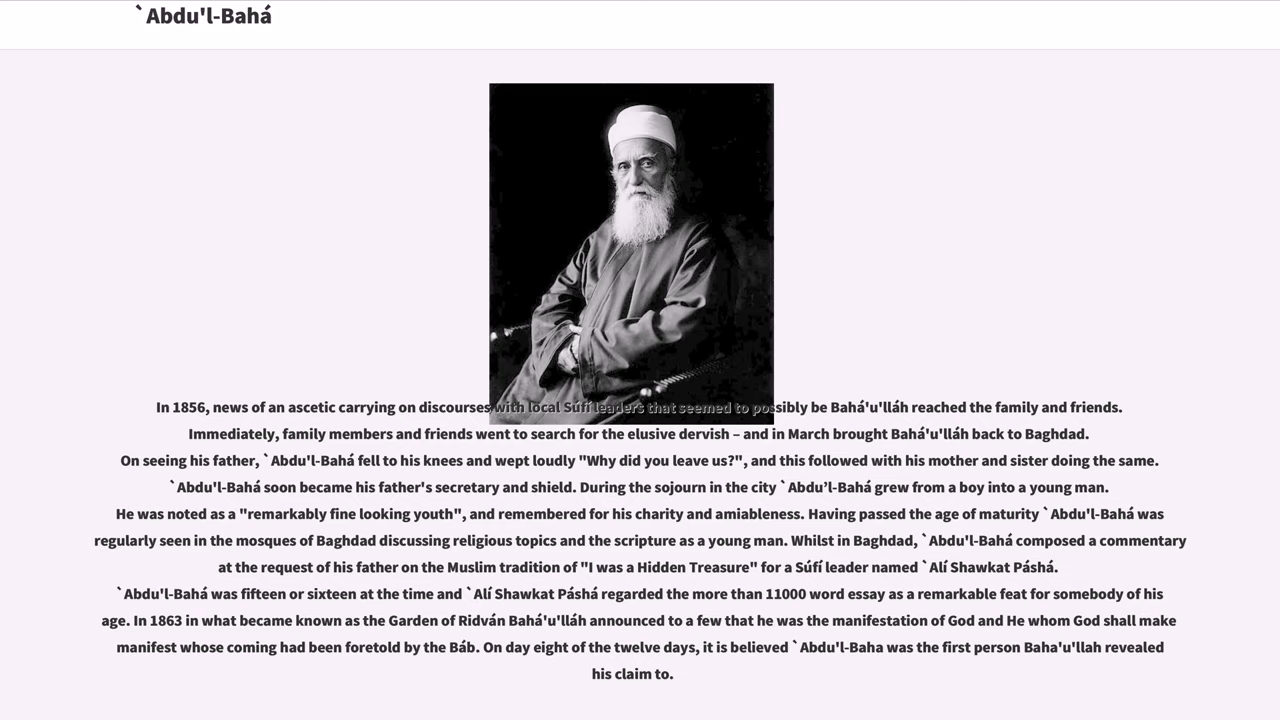 `Abdu'l-Bahá
In 1856, news of an ascetic carrying on discourses with local Súfí leaders that seemed to possibly be Bahá'u'lláh reached the family and friends.
Immediately, family members and friends went to search for the elusive dervish – and in March brought Bahá'u'lláh back to Baghdad.
On seeing his father, `Abdu'l-Bahá fell to his knees and wept loudly "Why did you leave us?", and this followed with his mother and sister doing the same.
`Abdu'l-Bahá soon became his father's secretary and shield. During the sojourn in the city `Abdu’l-Bahá grew from a boy into a young man.
He was noted as a "remarkably fine looking youth", and remembered for his charity and amiableness. Having passed the age of maturity `Abdu'l-Bahá was
regularly seen in the mosques of Baghdad discussing religious topics and the scripture as a young man. Whilst in Baghdad, `Abdu'l-Bahá composed a commentary
at the request of his father on the Muslim tradition of "I was a Hidden Treasure" for a Súfí leader named `Alí Shawkat Páshá.
`Abdu'l-Bahá was fifteen or sixteen at the time and `Alí Shawkat Páshá regarded the more than 11000 word essay as a remarkable feat for somebody of his
age. In 1863 in what became known as the Garden of Ridván Bahá'u'lláh announced to a few that he was the manifestation of God and He whom God shall make
manifest whose coming had been foretold by the Báb. On day eight of the twelve days, it is believed `Abdu'l-Baha was the first person Baha'u'llah revealed
his claim to.